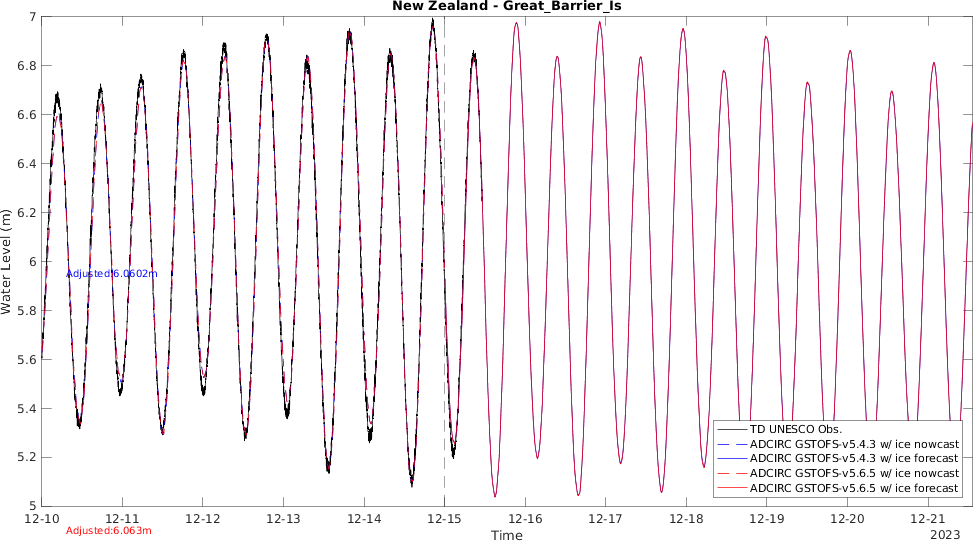 New Zealand - Great_Barrier_Is
7
6.8
6.6
6.4
6.2
6
5.8
5.6
5.4
5.2
5
Water Level (m)
Adjusted:6.0602m
TD UNESCO Obs.
ADCIRC GSTOFS-v5.4.3 w/ ice nowcast
ADCIRC GSTOFS-v5.4.3 w/ ice forecast
ADCIRC GSTOFS-v5.6.5 w/ ice nowcast
ADCIRC GSTOFS-v5.6.5 w/ ice forecast
12-10 12-11 12-12 12-13 12-14 12-15 12-16 12-17 12-18 12-19 12-20 12-21
Adjusted:6.063m
Time
2023